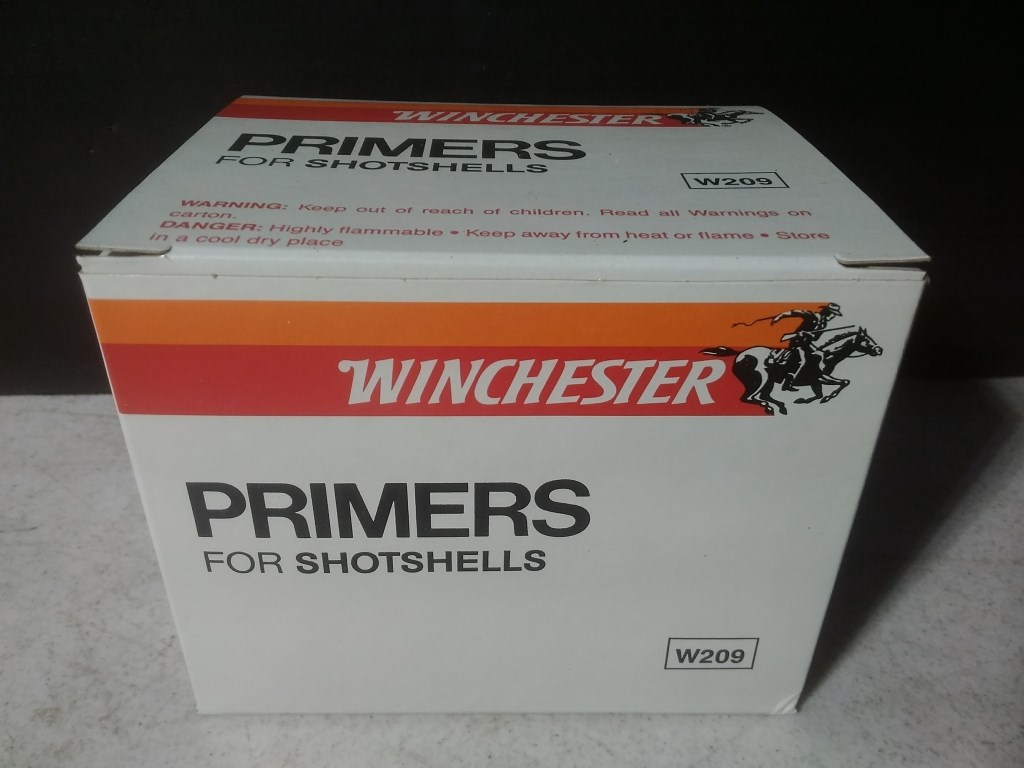 WINCHESTER
PRIMERS
FOR SHOTSHELLS
W209
WARNING: Keep out of reach of children. Read all Warnings on
carton.
DANGER: Highly flammable • Keep away from heat or flame • Store
in a cool dry place
WINCHESTER
PRIMERS
FOR SHOTSHELLS
W209